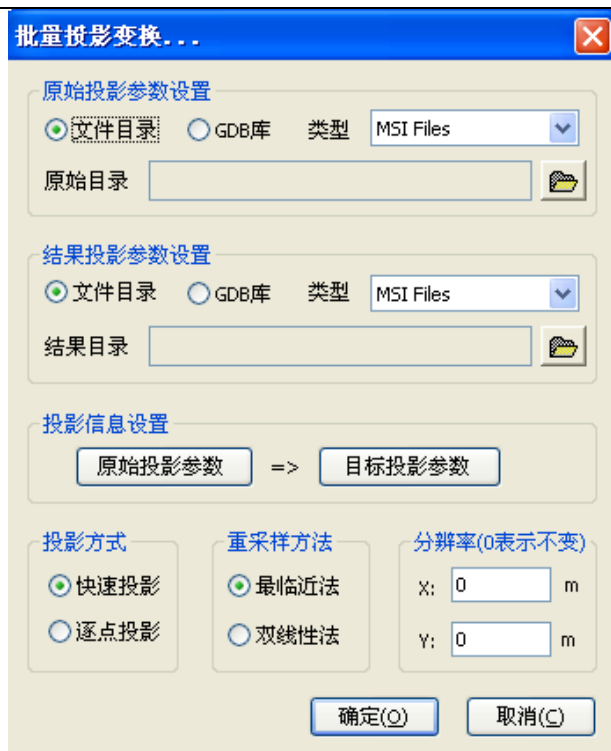 批量投影变换...
原始投影参数设置
文件目录 GDB库 类型 MSI Files
原始目录
结果投影参数设置
文件目录 GDB库 类型 MSI Files
结果目录
投影信息设置
原始投影参数 => 目标投影参数
投影方式 重采样方法 分辨率(0表示不变)
快速投影 最临近法 X: 0 m
逐点投影 双线性法 Y: 0 m
确定(O) 取消(C)